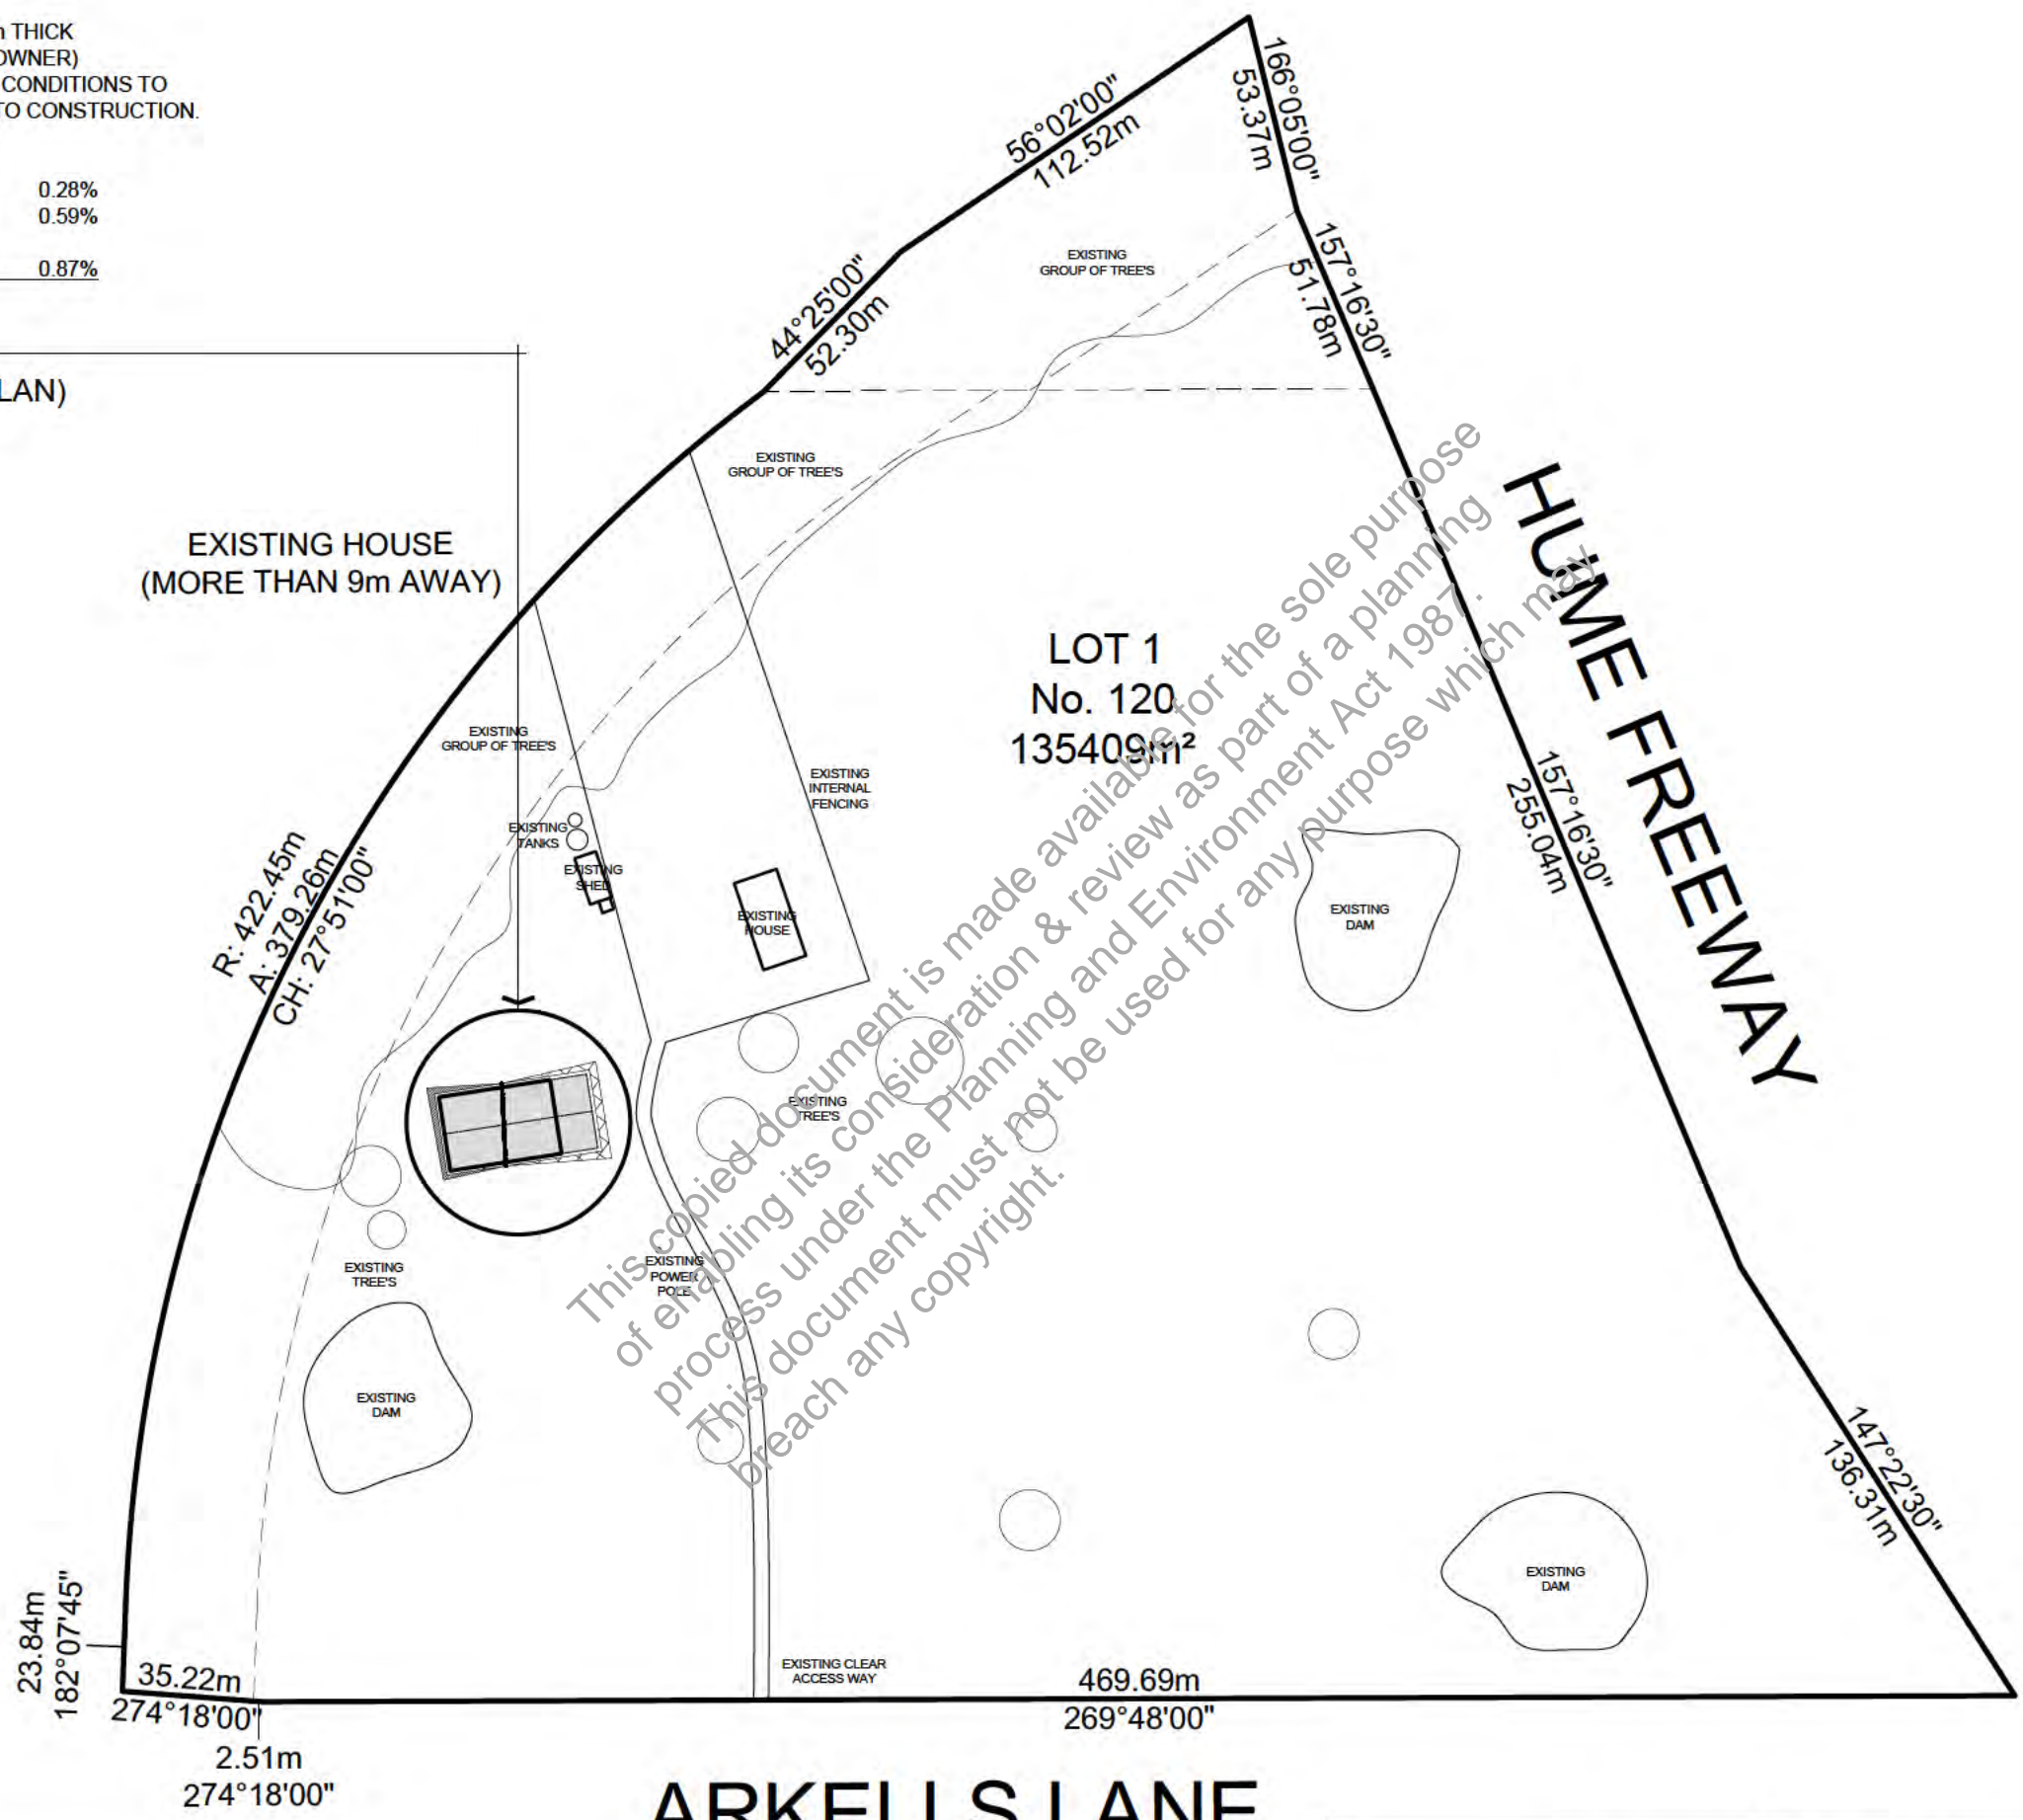 THICK
OWNER)
CONDITIONS TO
TO CONSTRUCTION.
0.28%
0.59%
0.87%
LAN)
EXISTING HOUSE
(MORE THAN 9m AWAY)
56°02'00"
112.52m
166°05'00"
53.37m
44°25'00"
52.30m
157°16'30"
51.78m
EXISTING
GROUP OF TREE'S
EXISTING
GROUP OF TREE'S
EXISTING
GROUP OF TREE'S
LOT 1
No. 120
135409m²
HUME FREEWAY
157°16'30"
255.04m
EXISTING
INTERNAL
FENCING
EXISTING
TANKS
EXISTING
SHED
EXISTING
HOUSE
EXISTING
DAM
R: 422.45m
A: 379.26m
CH: 27°51'00"
EXISTING
TREE'S
EXISTING
TREE'S
EXISTING
POWER
POLE
EXISTING
DAM
147°22'30"
136.31m
EXISTING
DAM
This copied document is made available for the sole purpose
of enabling its consideration & review as part of a planning
process under the Planning and Environment Act 1987.
This document must not be used for any purpose which may
breach any copyright.
23.84m
182°07'45"
35.22m
274°18'00"
2.51m
274°18'00"
EXISTING CLEAR
ACCESS WAY
469.69m
269°48'00"
ARKELLS LANE